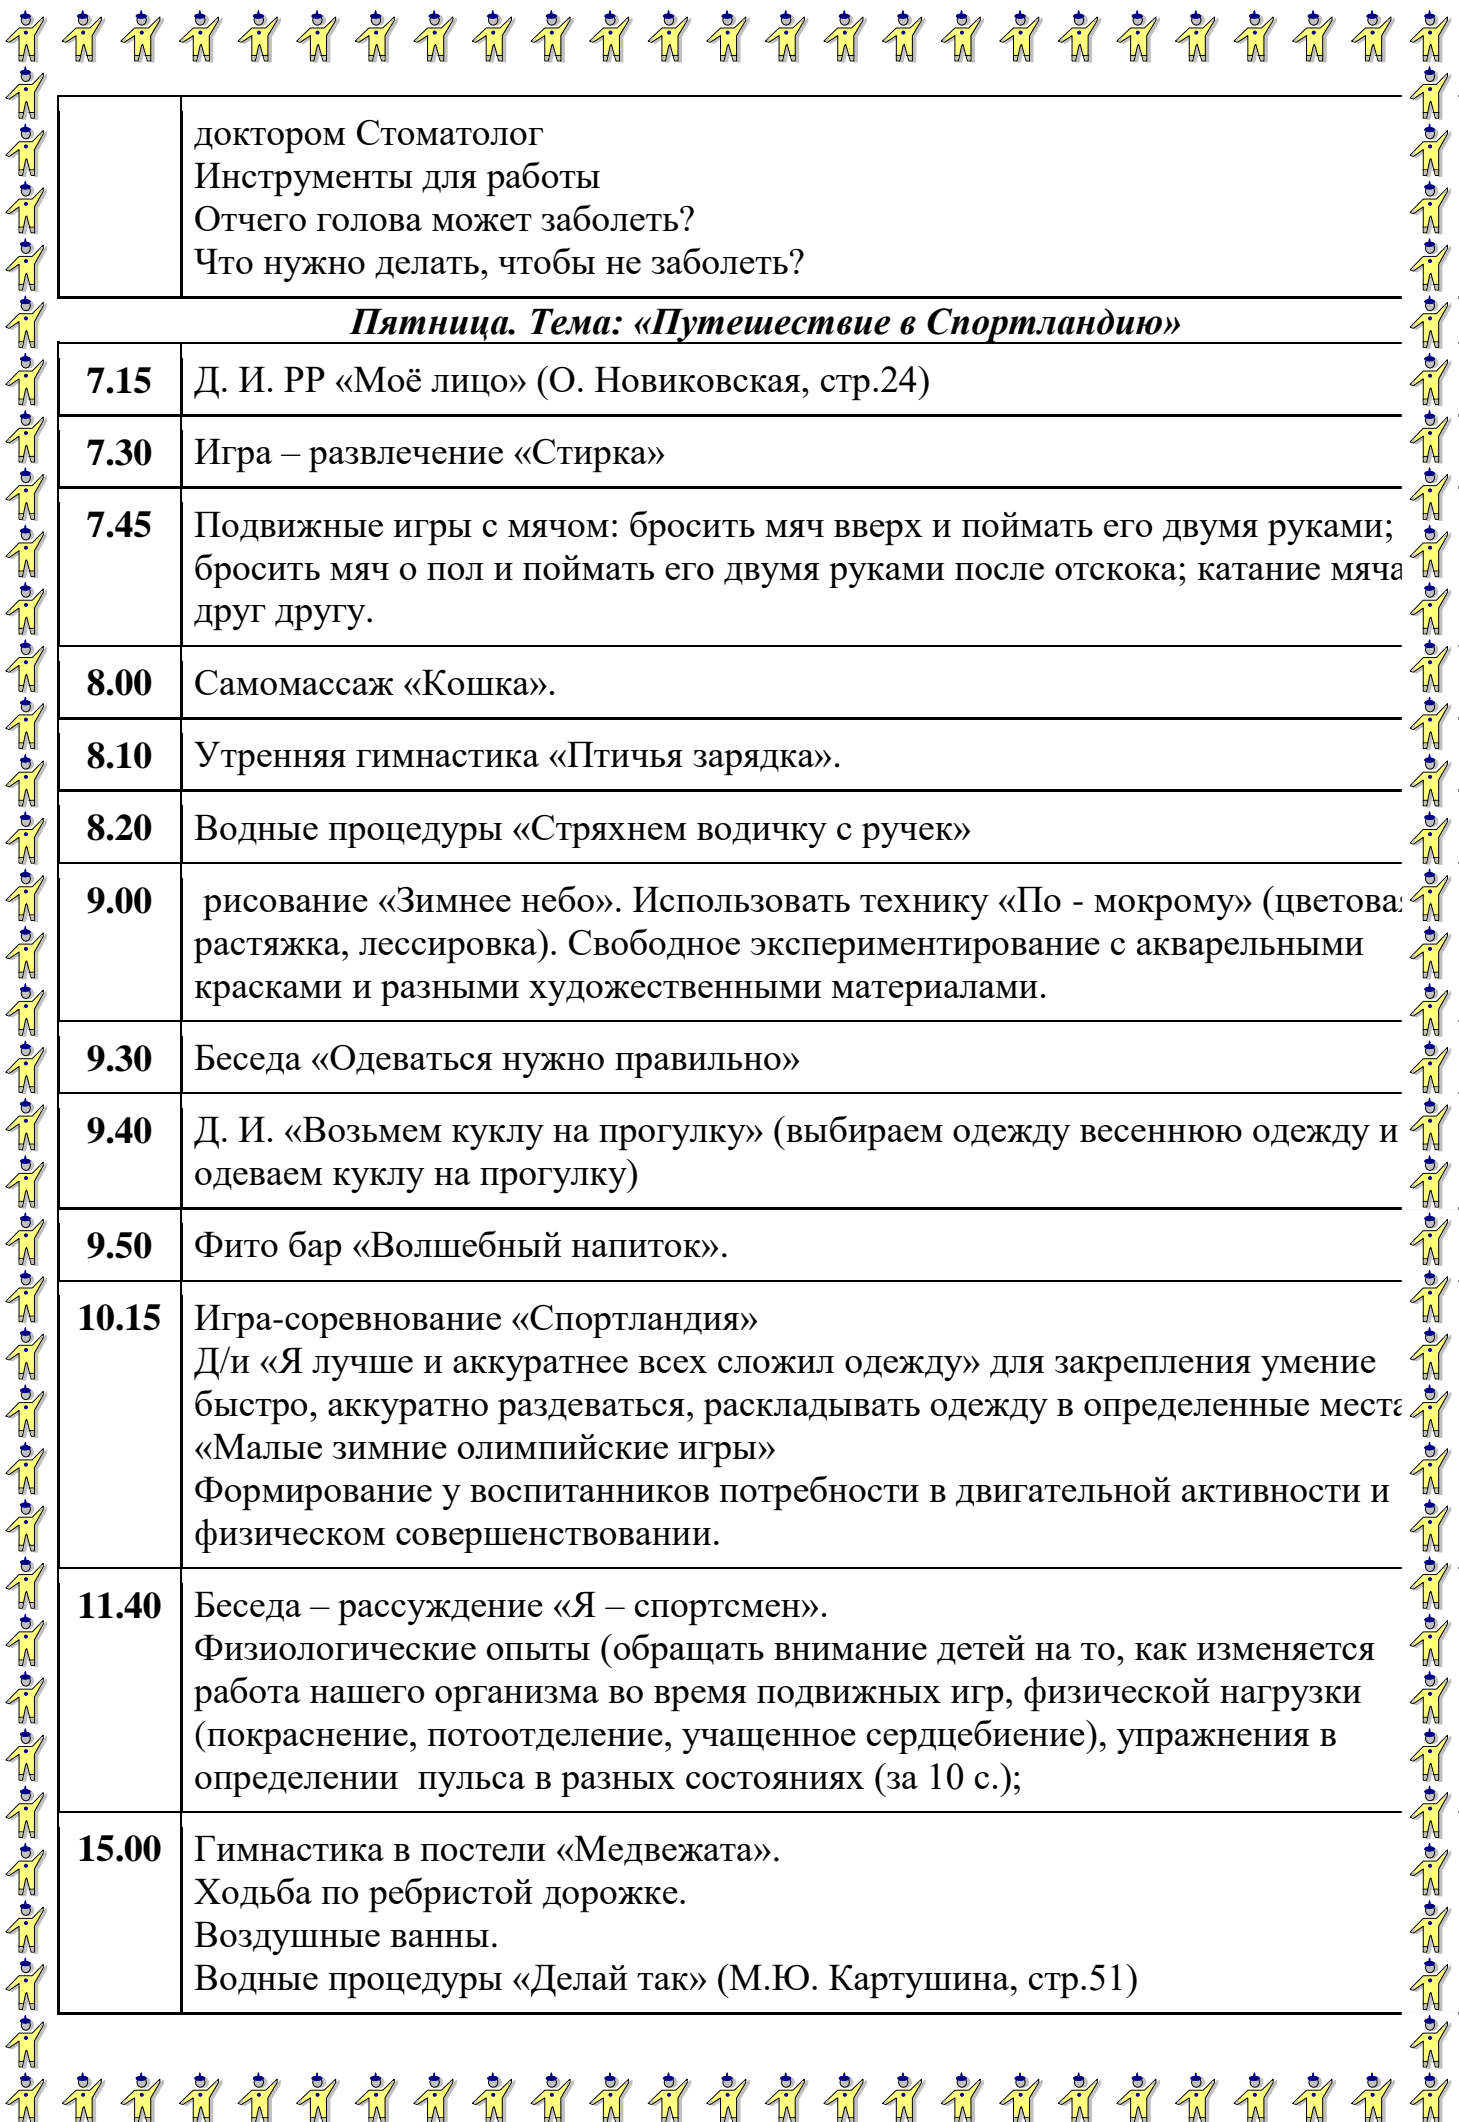 доктором Стоматолог
Инструменты для работы
Отчего голова может заболеть?
Что нужно делать, чтобы не заболеть?
Пятница. Тема: «Путешествие в Спортландию»
7.15 Д. И. РР «Моё лицо» (О. Новиковская, стр.24)
7.30 Игра – развлечение «Стирка»
7.45 Подвижные игры с мячом: бросить мяч вверх и поймать его двумя руками;
бросить мяч о пол и поймать его двумя руками после отскока; катание мяча
друг другу.
8.00 Самомассаж «Кошка».
8.10 Утренняя гимнастика «Птичья зарядка».
8.20 Водные процедуры «Стряхнем водичку с ручек»
9.00 рисование «Зимнее небо». Использовать технику «По - мокрому» (цветовая
растяжка, лессировка). Свободное экспериментирование с акварельными
красками и разными художественными материалами.
9.30 Беседа «Одеваться нужно правильно»
9.40 Д. И. «Возьмем куклу на прогулку» (выбираем одежду весеннюю одежду и
одеваем куклу на прогулку)
9.50 Фито бар «Волшебный напиток».
10.15 Игра-соревнование «Спортландия»
Д/и «Я лучше и аккуратнее всех сложил одежду» для закрепления умение
быстро, аккуратно раздеваться, раскладывать одежду в определенные места
«Малые зимние олимпийские игры»
Формирование у воспитанников потребности в двигательной активности и
физическом совершенствовании.
11.40 Беседа – рассуждение «Я – спортсмен».
Физиологические опыты (обращать внимание детей на то, как изменяется
работа нашего организма во время подвижных игр, физической нагрузки
(покраснение, потоотделение, учащенное сердцебиение), упражнения в
определении пульса в разных состояниях (за 10 с.);
15.00 Гимнастика в постели «Медвежата».
Ходьба по ребристой дорожке.
Воздушные ванны.
Водные процедуры «Делай так» (М.Ю. Картушина, стр.51)